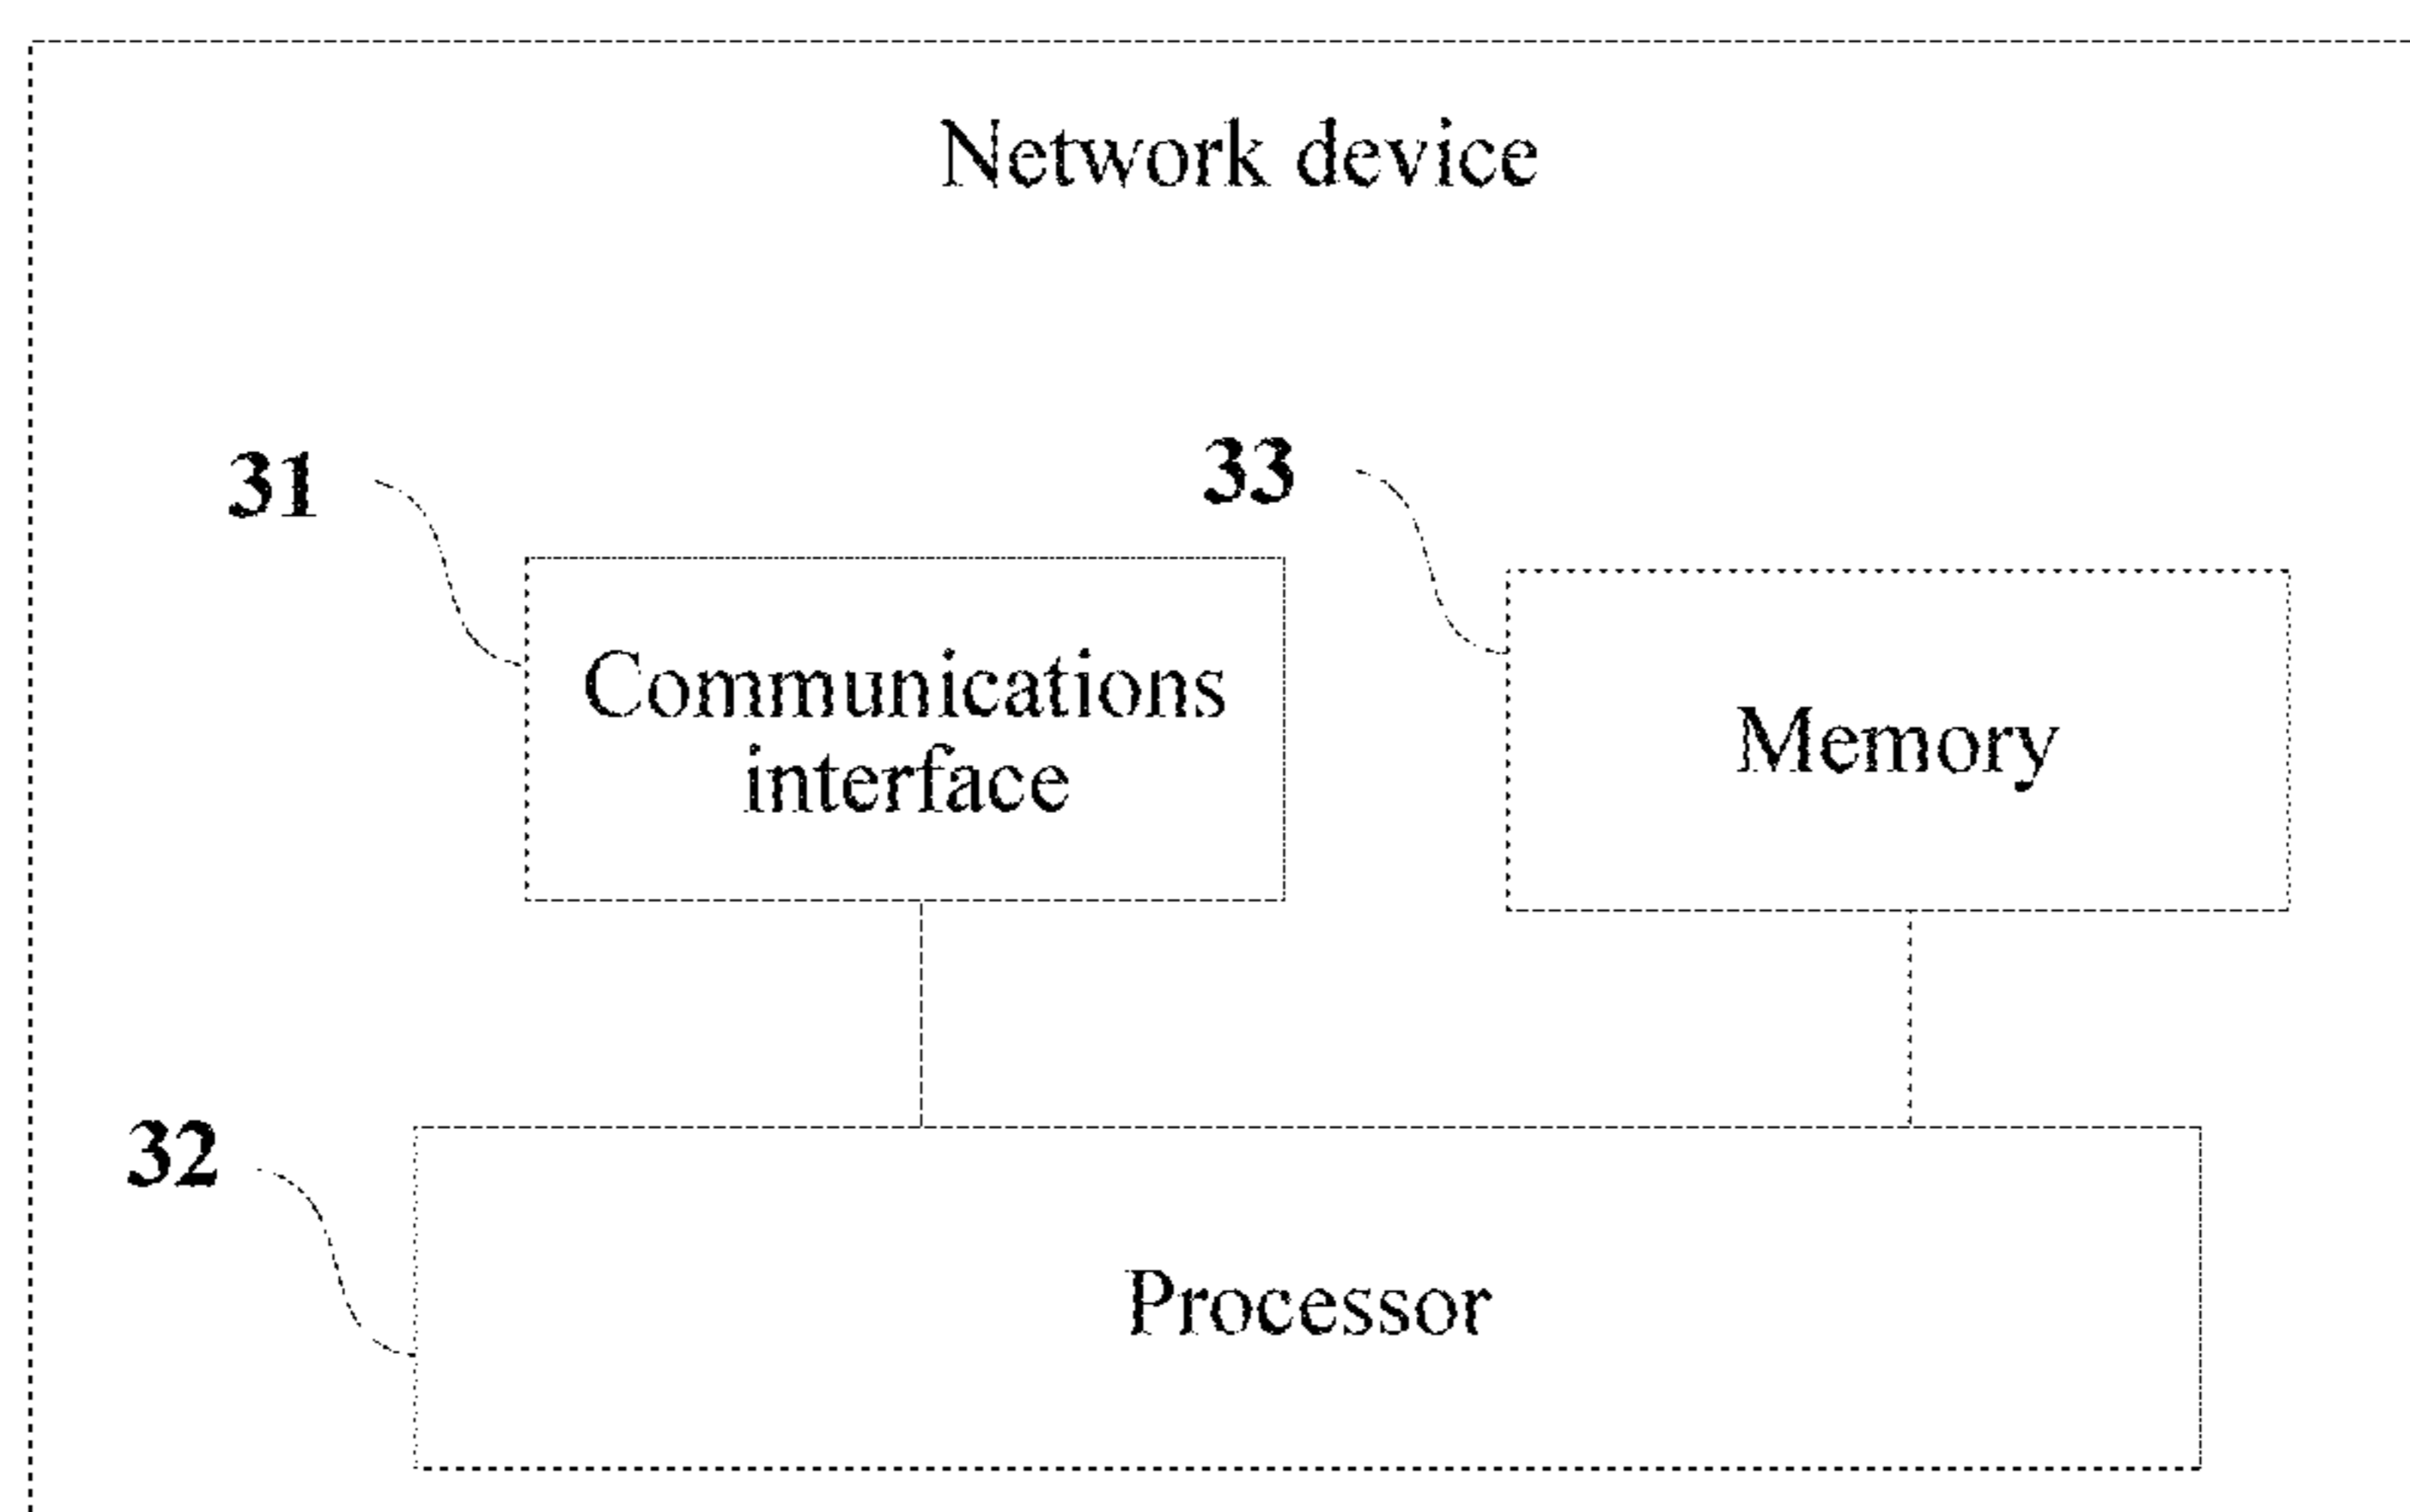 Network device
31
33
Communications
interface
Memory
32
Processor